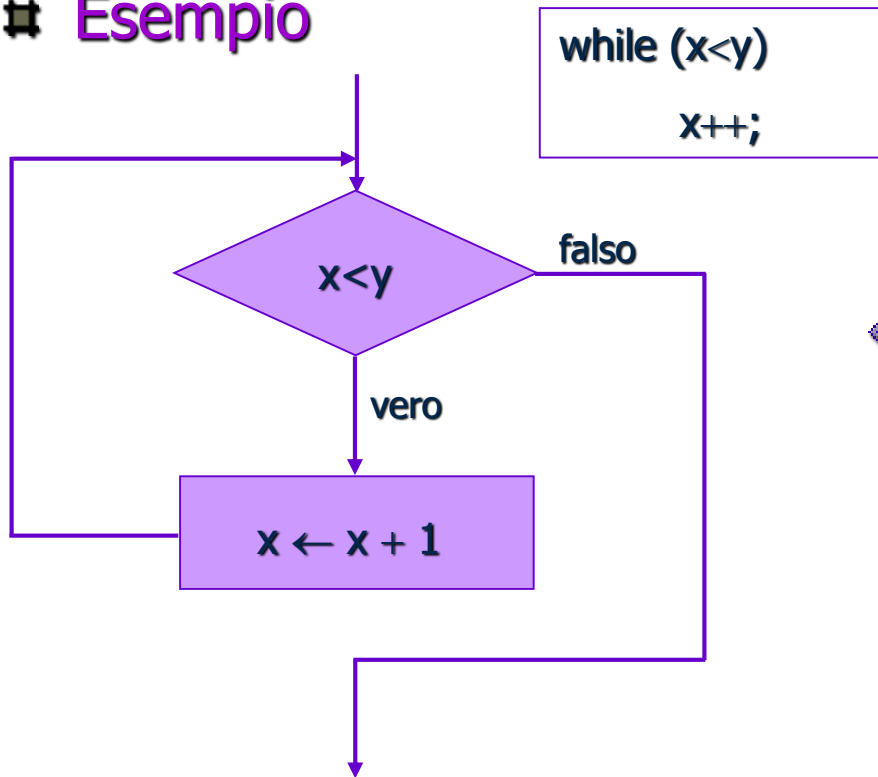 Esempio
while (x<y)
x++;
x<y
falso
vero
x ← x + 1